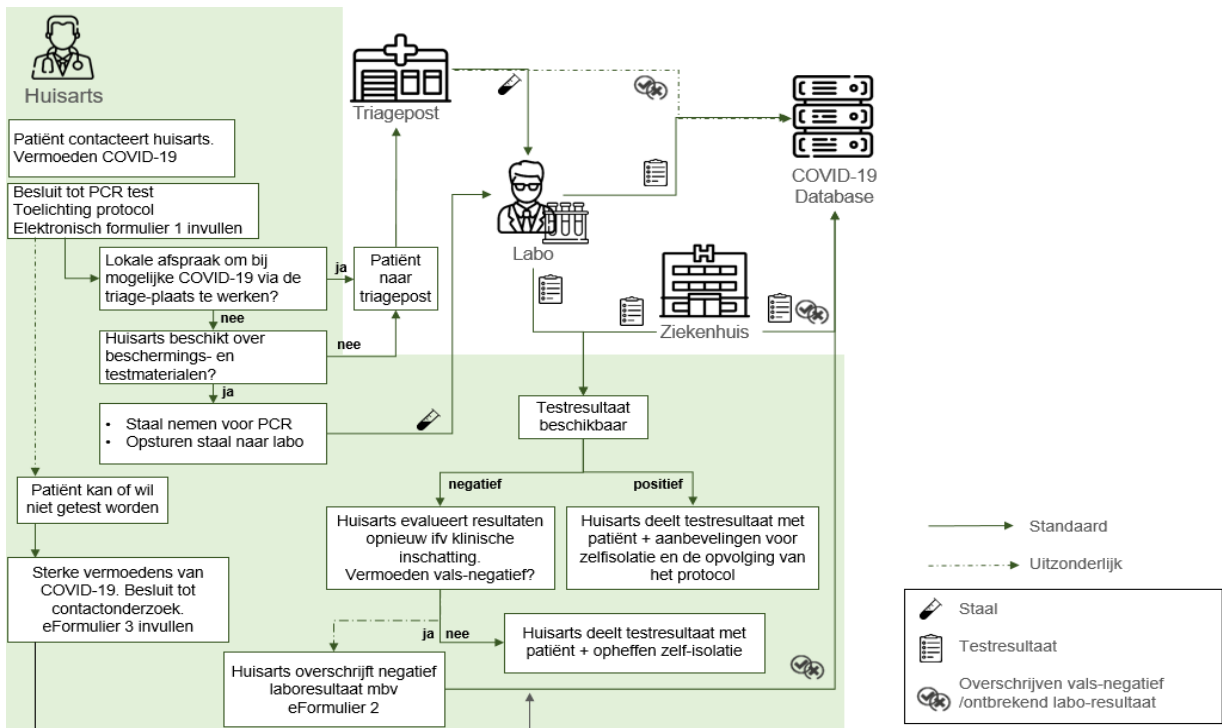 Huisarts
Patiënt contacteert huisarts.
Vermoeden COVID-19
Besluit tot PCR test
Toelichting protocol
Elektronisch formulier 1 invullen
Lokale afspraak om bij
mogelijke COVID-19 via de
triage-plaats te werken?
ja
Patiënt
naar
triagepost
nee
Huisarts beschikt over
beschermings- en
testmaterialen?
nee
ja
• Staal nemen voor PCR
• Opsturen staal naar labo
Patiënt kan of wil
niet getest worden
Sterke vermoedens van
COVID-19. Besluit tot
contactonderzoek.
eFormulier 3 invullen
Triagepost
Labo
COVID-19
Database
Ziekenhuis
Testresultaat
beschikbaar
negatief
positief
Huisarts evalueert resultaten
opnieuw ifv klinische
inschatting.
Vermoeden vals-negatief?
Huisarts deelt testresultaat met
patiënt + aanbevelingen voor
zelfisolatie en de opvolging van
het protocol
ja
nee
Huisarts deelt testresultaat met
patiënt + opheffen zelf-isolatie
Huisarts overschrijft negatief
laboresultaat mbv
eFormulier 2
Standaard
Uitzonderlijk
Staal
Testresultaat
Overschrijven vals-negatief
/ontbrekend labo-resultaat